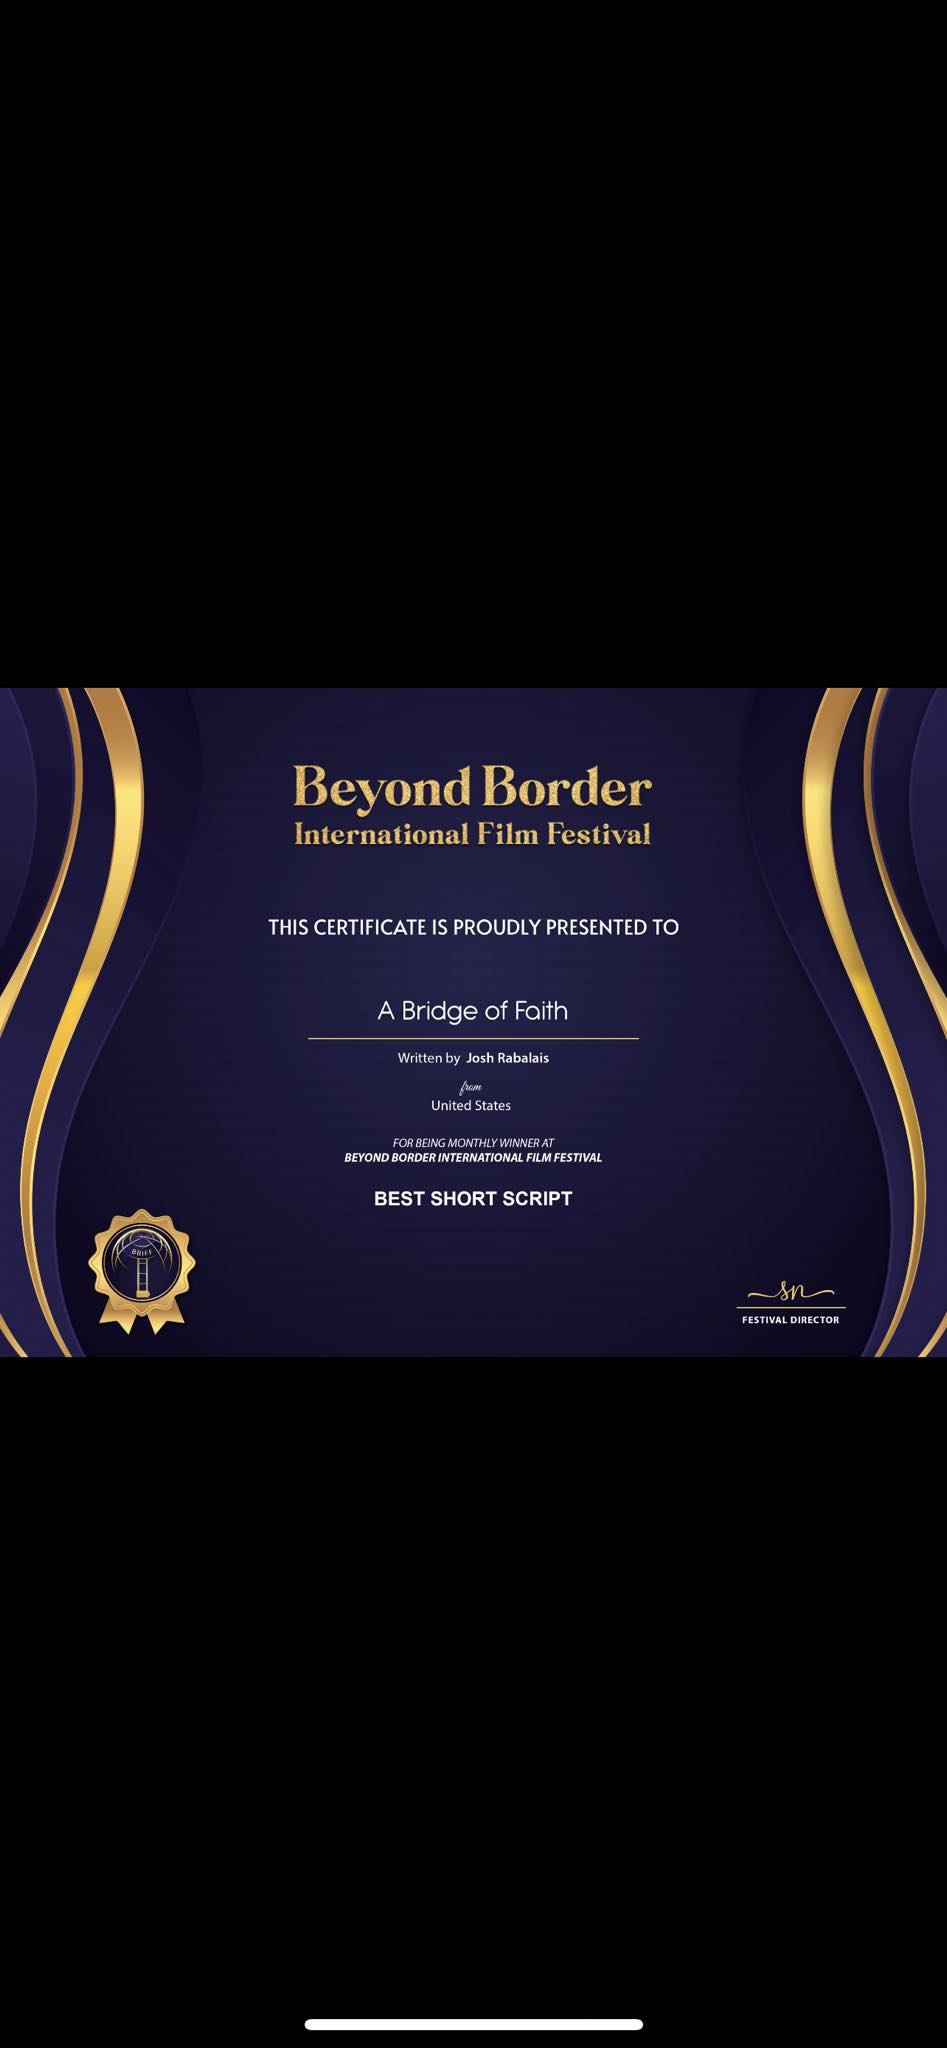 Beyond Border
International Film Festival
THIS CERTIFICATE IS PROUDLY PRESENTED TO
A Bridge of Faith
Written by Josh Rabalais
from
United States
FOR BEING MONTHLY WINNER AT
BEYOND BORDER INTERNATIONAL FILM FESTIVAL
BEST SHORT SCRIPT
BBIFF
sn
FESTIVAL DIRECTOR